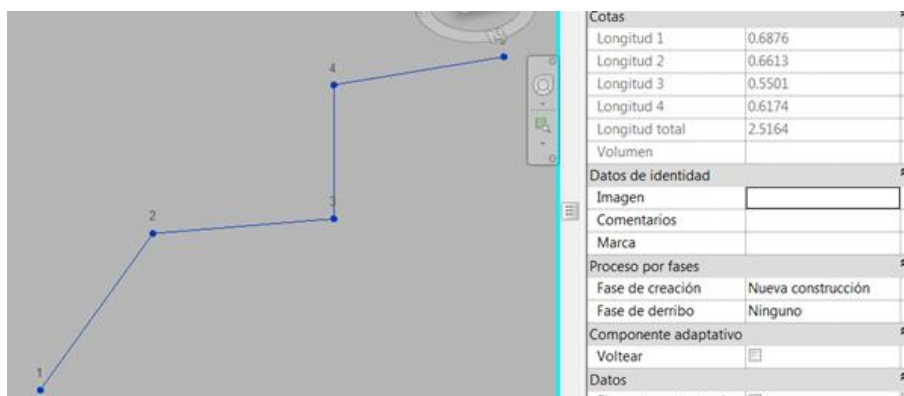 4
2
3
1
Cotas
Longitud 1 0.6876
Longitud 2 0.6613
Longitud 3 0.5501
Longitud 4 0.6174
Longitud total 2.5164
Volumen
Datos de identidad
Imagen
Comentarios
Marca
Proceso por fases
Fase de creación Nueva construcción
Fase de derribo Ninguno
Componente adaptativo
Voltear
Datos